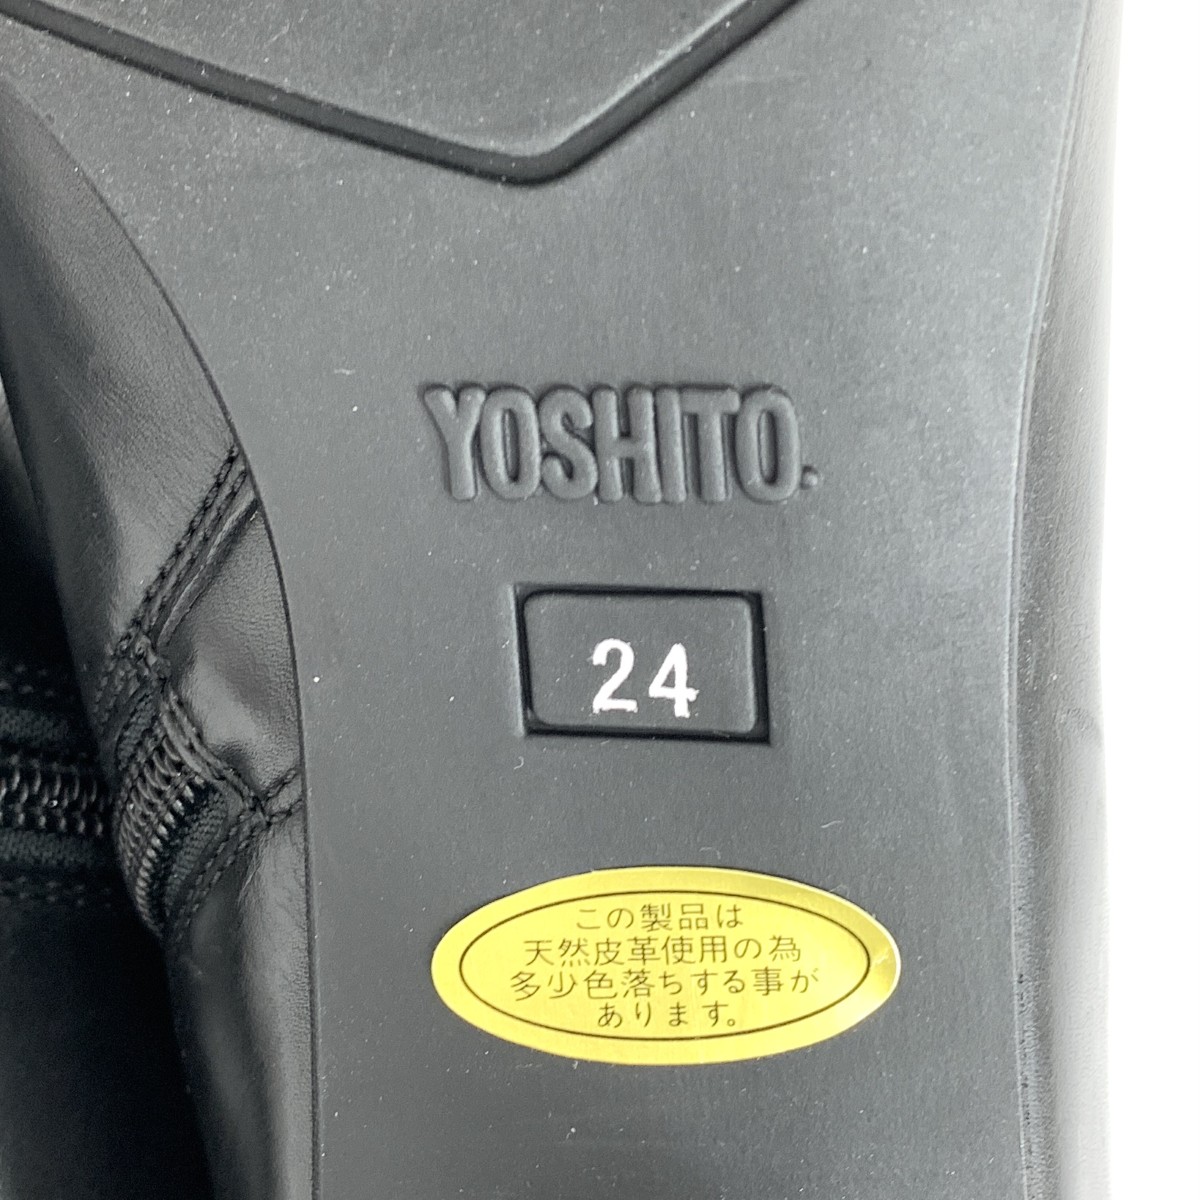 YOSHITO.
24
この製品は
天然皮革使用の為
多少色落ちする事が
あります。